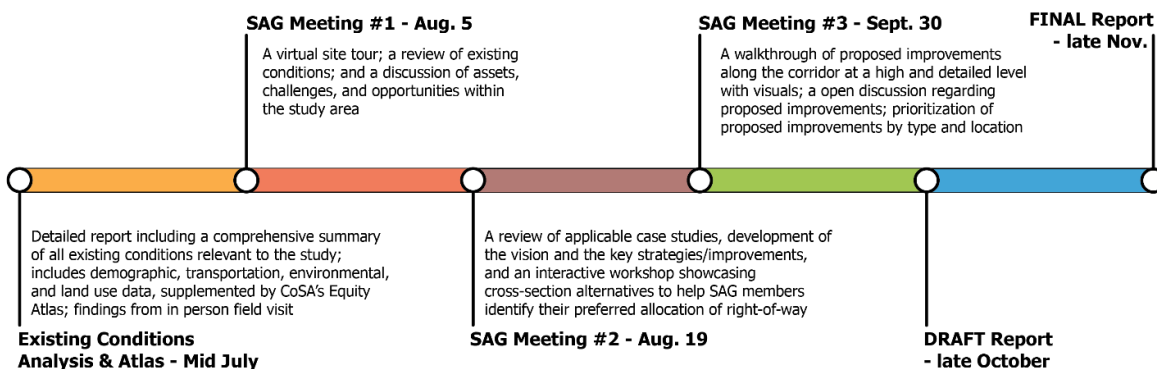 SAG Meeting #1 - Aug. 5
A virtual site tour; a review of existing
conditions; and a discussion of assets,
challenges, and opportunities within
the study area
SAG Meeting #3 - Sept. 30
A walkthrough of proposed improvements
along the corridor at a high and detailed level
with visuals; a open discussion regarding
proposed improvements; prioritization of
proposed improvements by type and location
FINAL Report
- late Nov.
Detailed report including a comprehensive summary
of all existing conditions relevant to the study;
includes demographic, transportation, environmental,
and land use data, supplemented by CoSA's Equity
Atlas; findings from in person field visit
Existing Conditions
Analysis & Atlas - Mid July
A review of applicable case studies, development of
the vision and the key strategies/improvements,
and an interactive workshop showcasing
cross-section alternatives to help SAG members
identify their preferred allocation of right-of-way
SAG Meeting #2 - Aug. 19
DRAFT Report
- late October